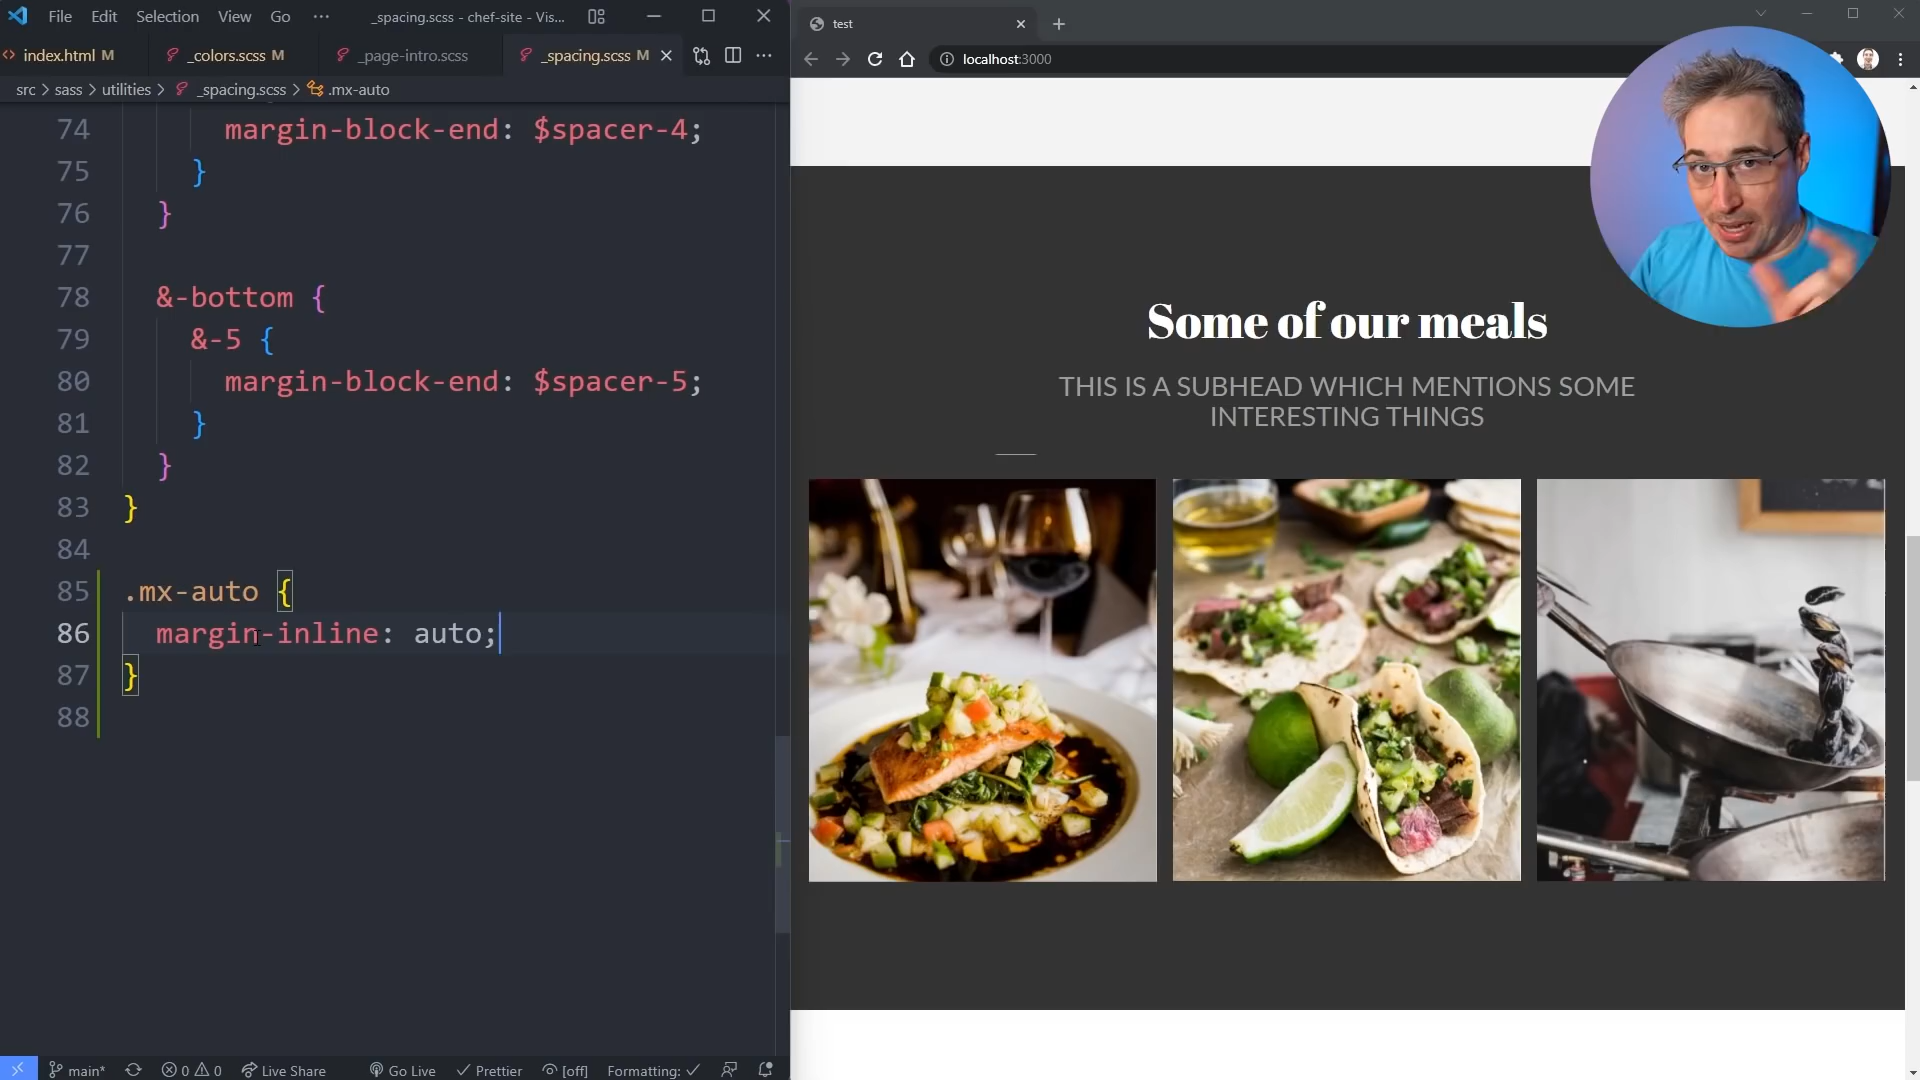 File Edit Selection View Go ··· _spacing.scss - chef-site - Vis...
index.html M _colors.scss M _page-intro.scss _spacing.scss M
src > sass > utilities > _spacing.scss > .mx-auto
74 margin-block-end: $spacer-4;
75 }
76 }
77
78 &-bottom {
79 &-5 {
80 margin-block-end: $spacer-5;
81 }
82 }
83 }
84
85 .mx-auto {
86 margin-inline: auto;
87 }
88
main* 0 0 Live Share Go Live Prettier [off] Formatting: ✓
test
localhost:3000
Some of our meals
THIS IS A SUBHEAD WHICH MENTIONS SOME
INTERESTING THINGS